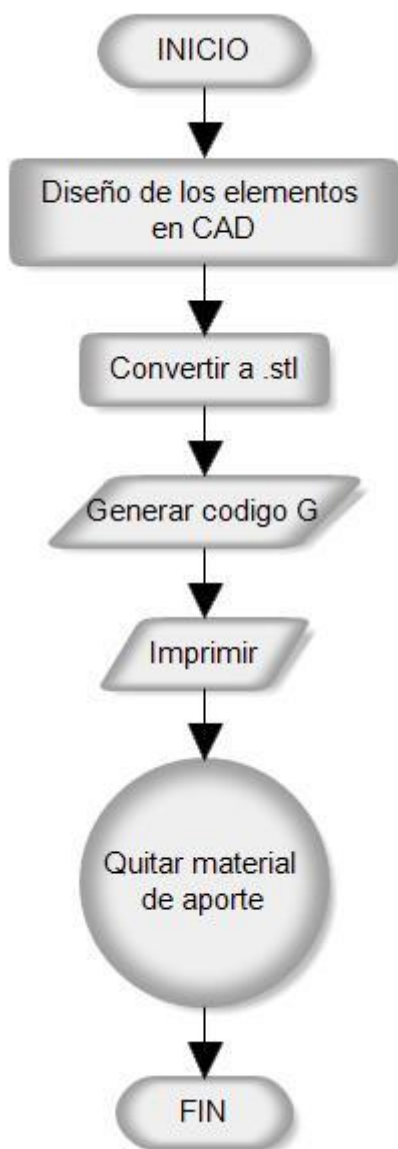 INICIO
Diseño de los elementos
en CAD
Convertir a .stl
Generar codigo G
Imprimir
Quitar material
de aporte
FIN